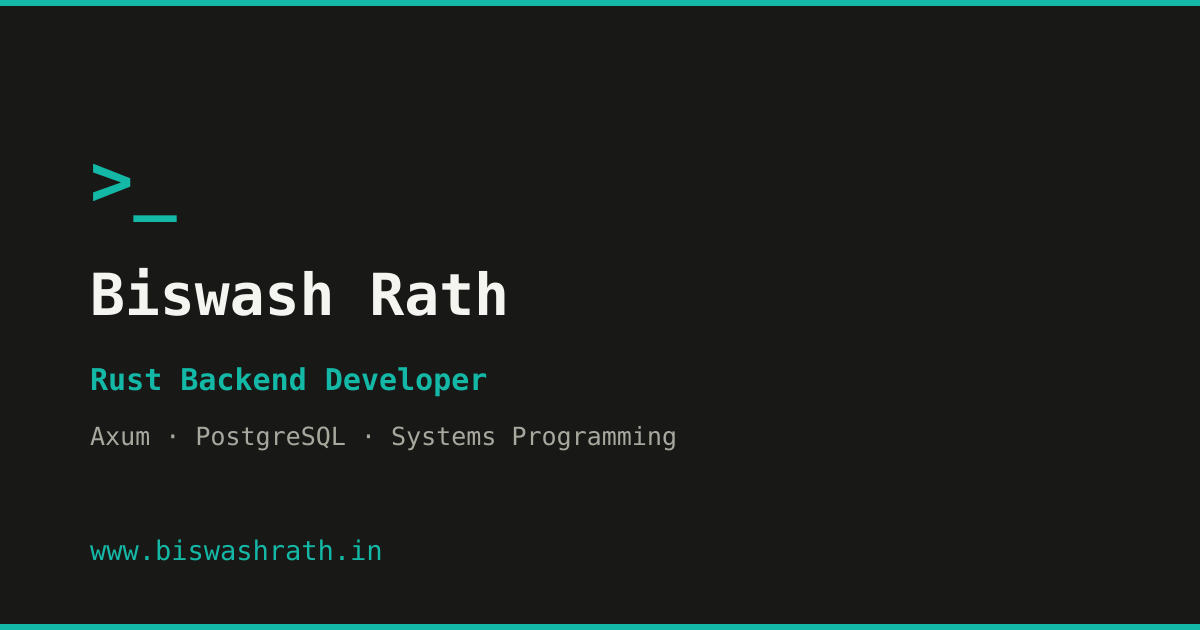 >_
Biswash Rath
Rust Backend Developer
Axum · PostgreSQL · Systems Programming
www.biswashrath.in